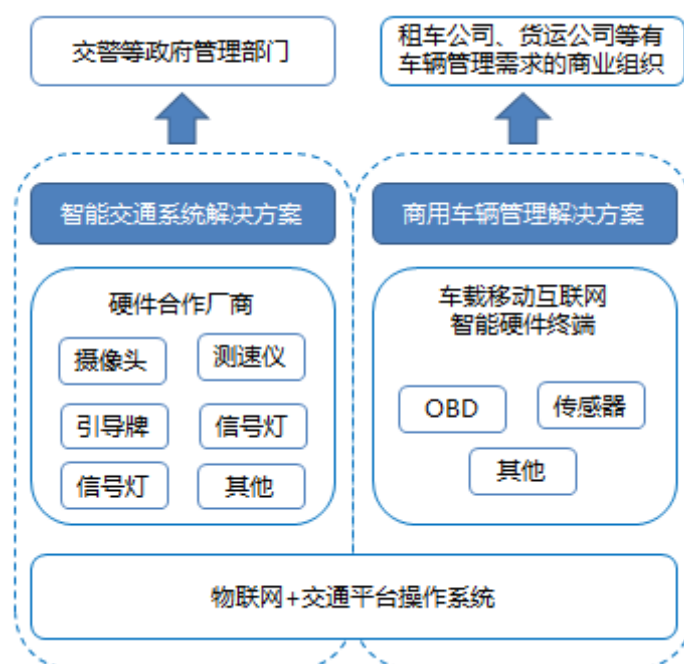 交警等政府管理部门
租车公司、货运公司等有
车辆管理需求的商业组织
智能交通系统解决方案
商用车辆管理解决方案
硬件合作厂商
摄像头
测速仪
引导牌
信号灯
信号灯
其他
车载移动互联网
智能硬件终端
OBD
传感器
其他
物联网+交通平台操作系统